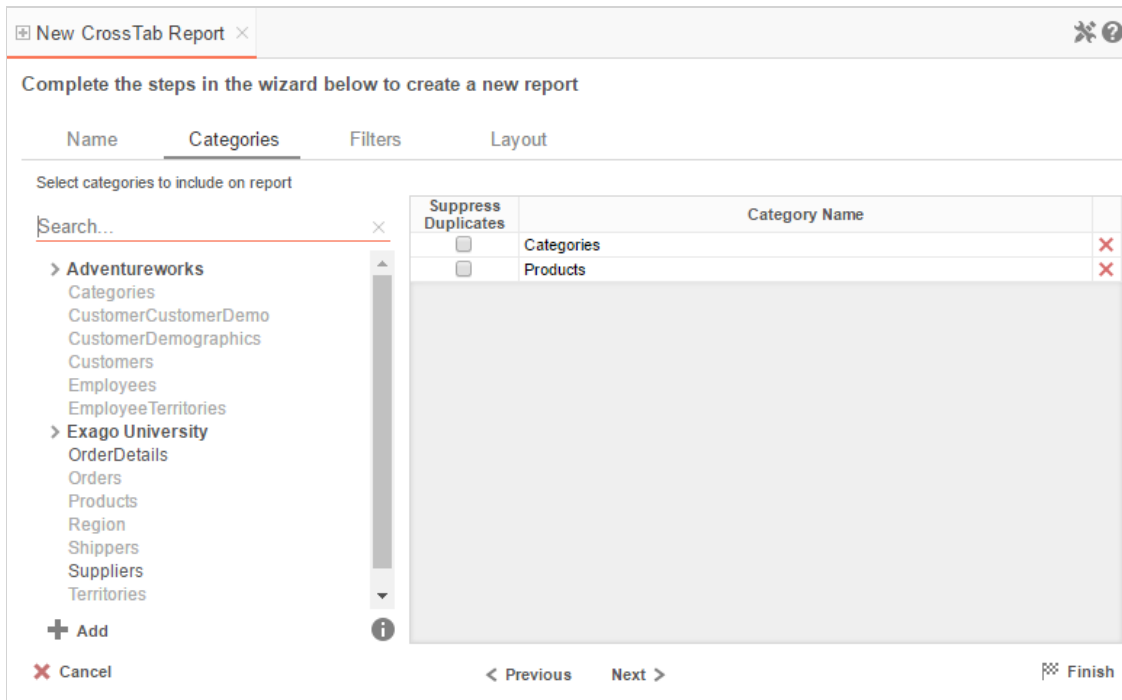 New CrossTab Report
Complete the steps in the wizard below to create a new report
Name Categories Filters Layout
Select categories to include on report
Search...
Adventureworks
Categories
CustomerCustomerDemo
CustomerDemographics
Customers
Employees
EmployeeTerritories
Exago University
OrderDetails
Orders
Products
Region
Shippers
Suppliers
Territories
Add
Suppress
Duplicates
Category Name
Categories
Products
Cancel
< Previous Next >
Finish